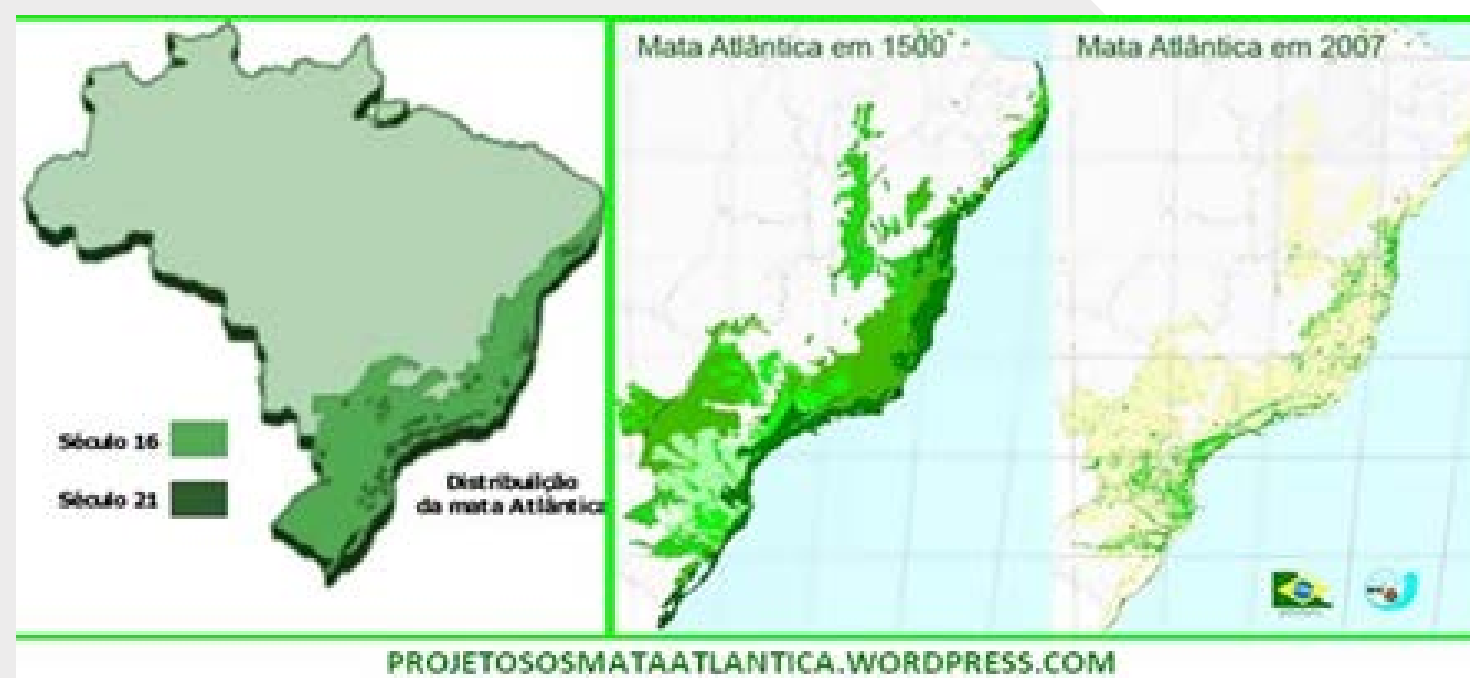 Mata Atlântica em 1500
Mata Atlântica em 2007
Século 16
Século 21
Distribuição
da mata Atlântica
PROJETOSOSMATAATLANTICA.WORDPRESS.COM